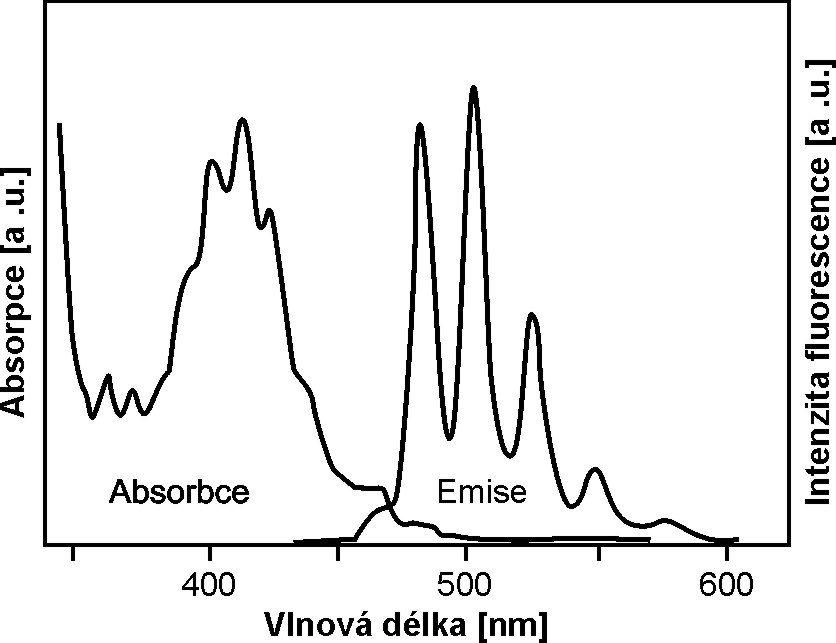 Absorpce [a .u.]
Intenzita fluorescence [a .u.]
Absorbce
Emise
400
500
600
Vlnová délka [nm]